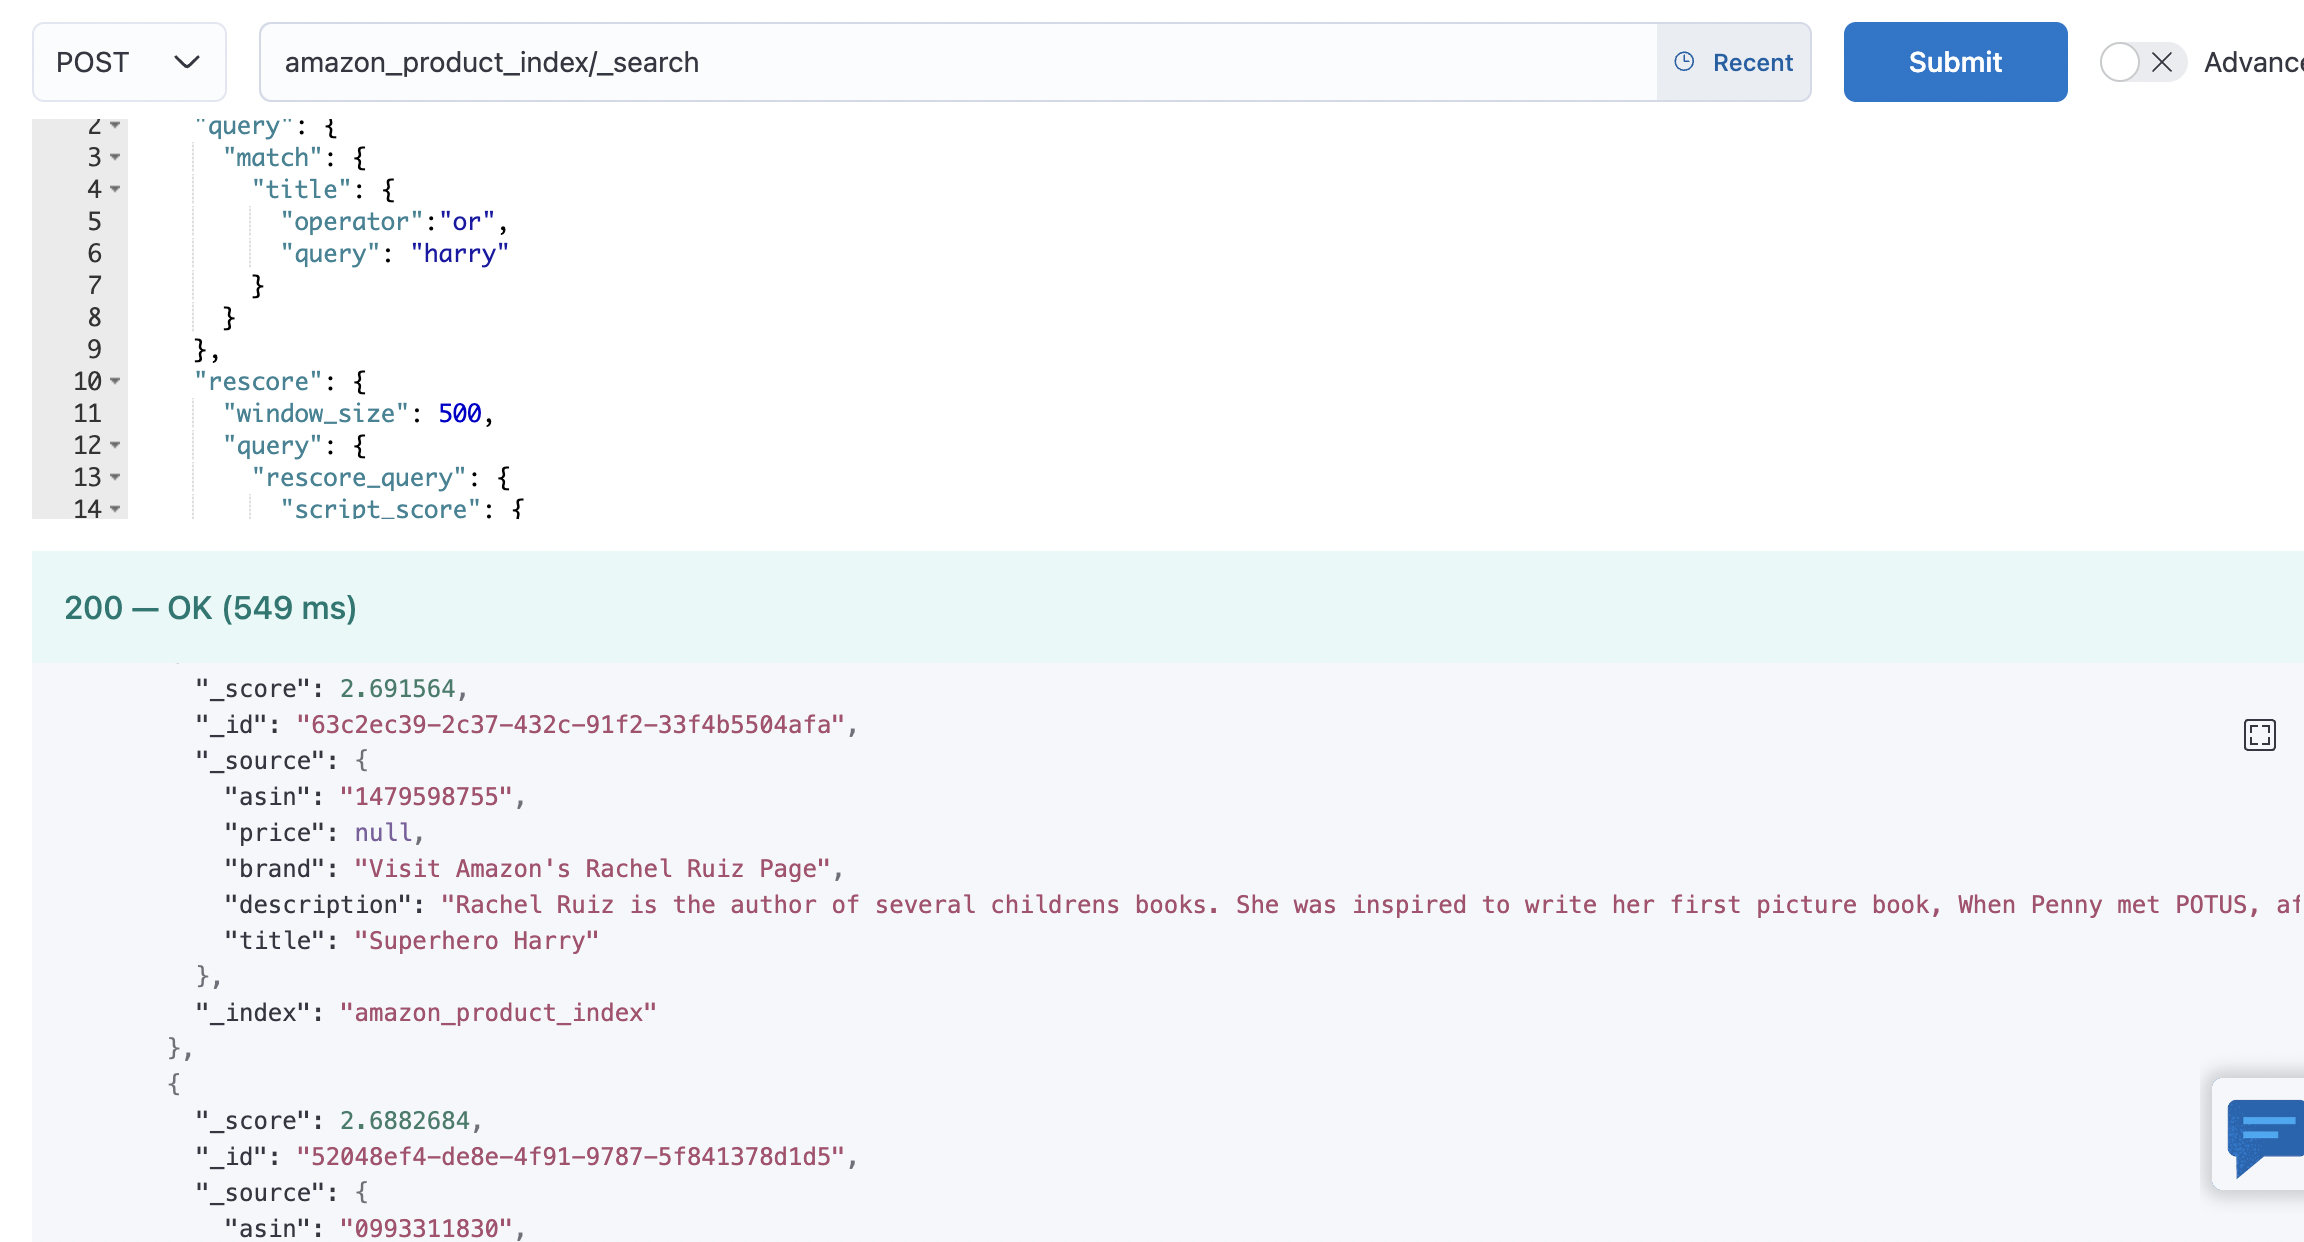 POST amazon_product_index/_search Recent Submit
2 "query": {
3 "match": {
4 "title": {
5 "operator":"or",
6 "query": "harry"
7 }
8 }
9 },
10 "rescore": {
11 "window_size": 500,
12 "query": {
13 "rescore_query": {
14 "script_score": {
200 — OK (549 ms)
"_score": 2.691564,
"_id": "63c2ec39-2c37-432c-91f2-33f4b5504afa",
"_source": {
"asin": "1479598755",
"price": null,
"brand": "Visit Amazon's Rachel Ruiz Page",
"description": "Rachel Ruiz is the author of several childrens books. She was inspired to write her first picture book, When Penny met POTUS,
"title": "Superhero Harry"
},
"_index": "amazon_product_index"
},
{
"_score": 2.6882684,
"_id": "52048ef4-de8e-4f91-9787-5f841378d1d5",
"_source": {
"asin": "0993311830",